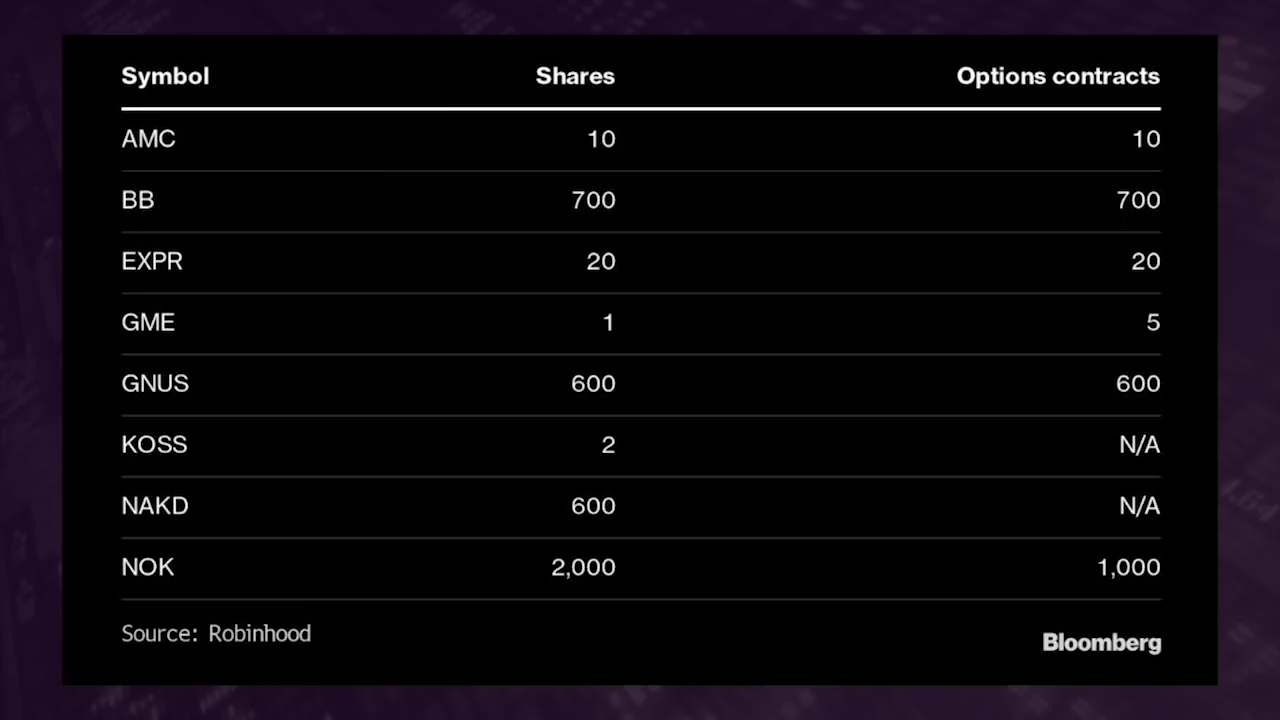 Symbol Shares Options contracts
AMC 10 10
BB 700 700
EXPR 20 20
GME 1 5
GNUS 600 600
KOSS 2 N/A
NAKD 600 N/A
NOK 2,000 1,000
Source: Robinhood
Bloomberg